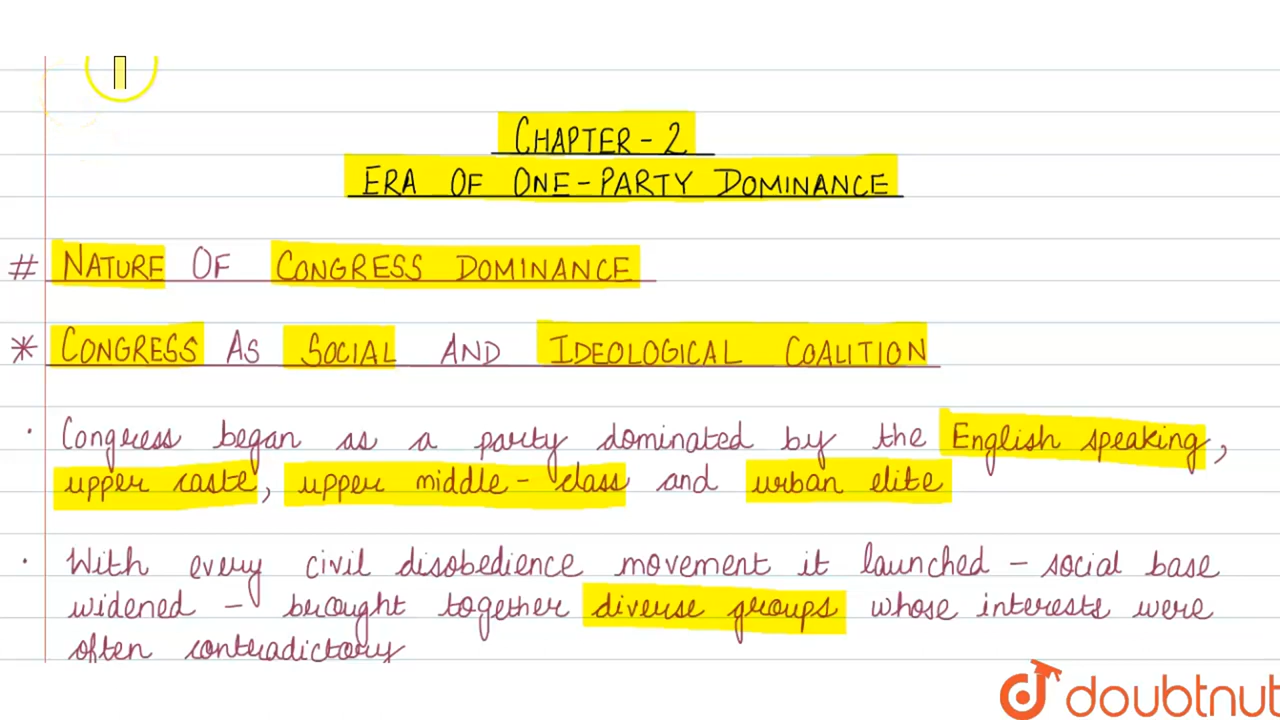 CHAPTER-2
ERA OF ONE-PARTY DOMINANCE
# NATURE OF CONGRESS DOMINANCE
* CONGRESS AS SOCIAL AND IDEOLOGICAL COALITION
· Congress began as a party dominated by the English speaking,
upper caste, upper middle-class and urban elite
· With every civil disobedience movement it launched – social base
widened – brought together diverse groups whose interests were
often contradictory
doubtnut